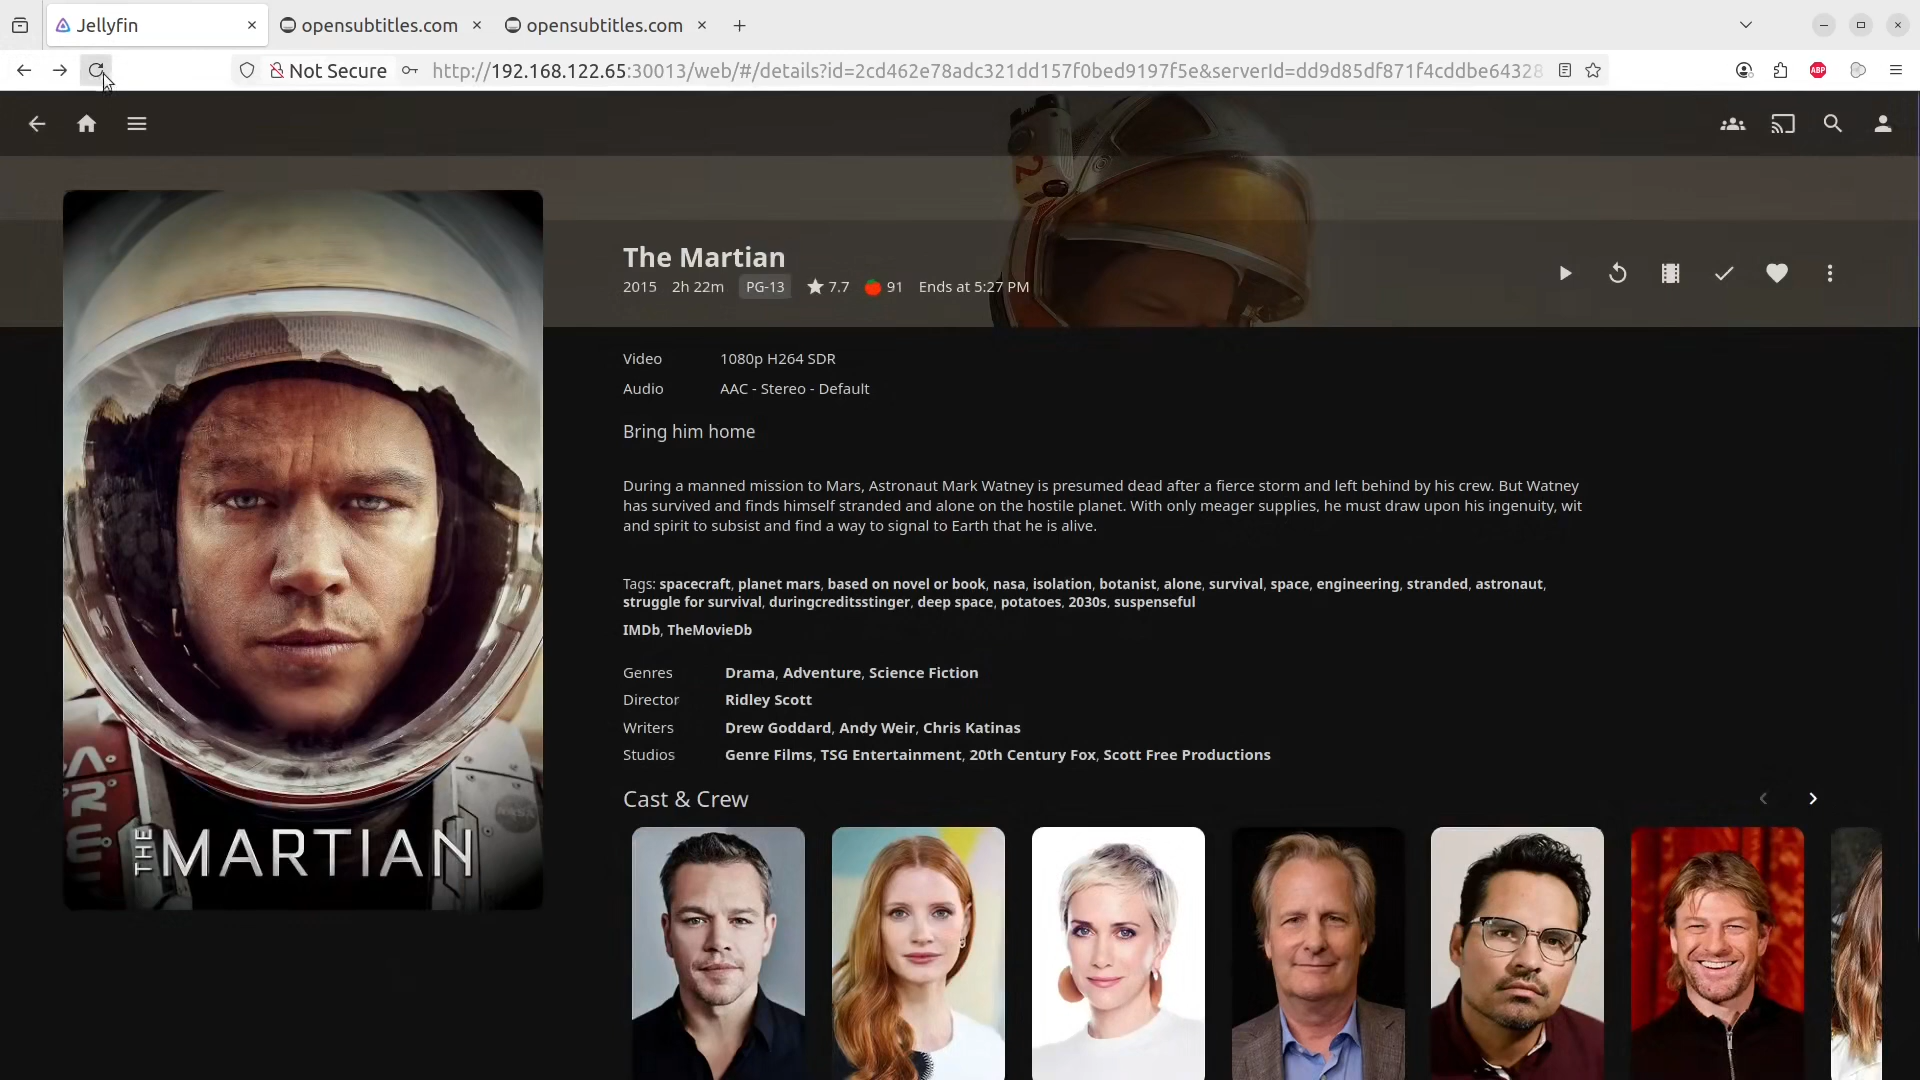 Jellyfin
opensubtitles.com
opensubtitles.com
Not Secure
http://192.168.122.65:30013/web/#/details?id=2cd462e78adc321dd157f0bed9197f5e&serverId=dd9d85df871f4cddbe64328
ABP
The Martian
2015 2h 22m PG-13 7.7 91 Ends at 5:27 PM
Video 1080p H264 SDR
Audio AAC - Stereo - Default
Bring him home
During a manned mission to Mars, Astronaut Mark Watney is presumed dead after a fierce storm and left behind by his crew. But Watney
has survived and finds himself stranded and alone on the hostile planet. With only meager supplies, he must draw upon his ingenuity, wit
and spirit to subsist and find a way to signal to Earth that he is alive.
Tags: spacecraft, planet mars, based on novel or book, nasa, isolation, botanist, alone, survival, space, engineering, stranded, astronaut,
struggle for survival, duringcreditsstinger, deep space, potatoes, 2030s, suspenseful
IMDb, TheMovieDb
Genres Drama, Adventure, Science Fiction
Director Ridley Scott
Writers Drew Goddard, Andy Weir, Chris Katinas
Studios Genre Films, TSG Entertainment, 20th Century Fox, Scott Free Productions
Cast & Crew
NASA
THE MARTIAN